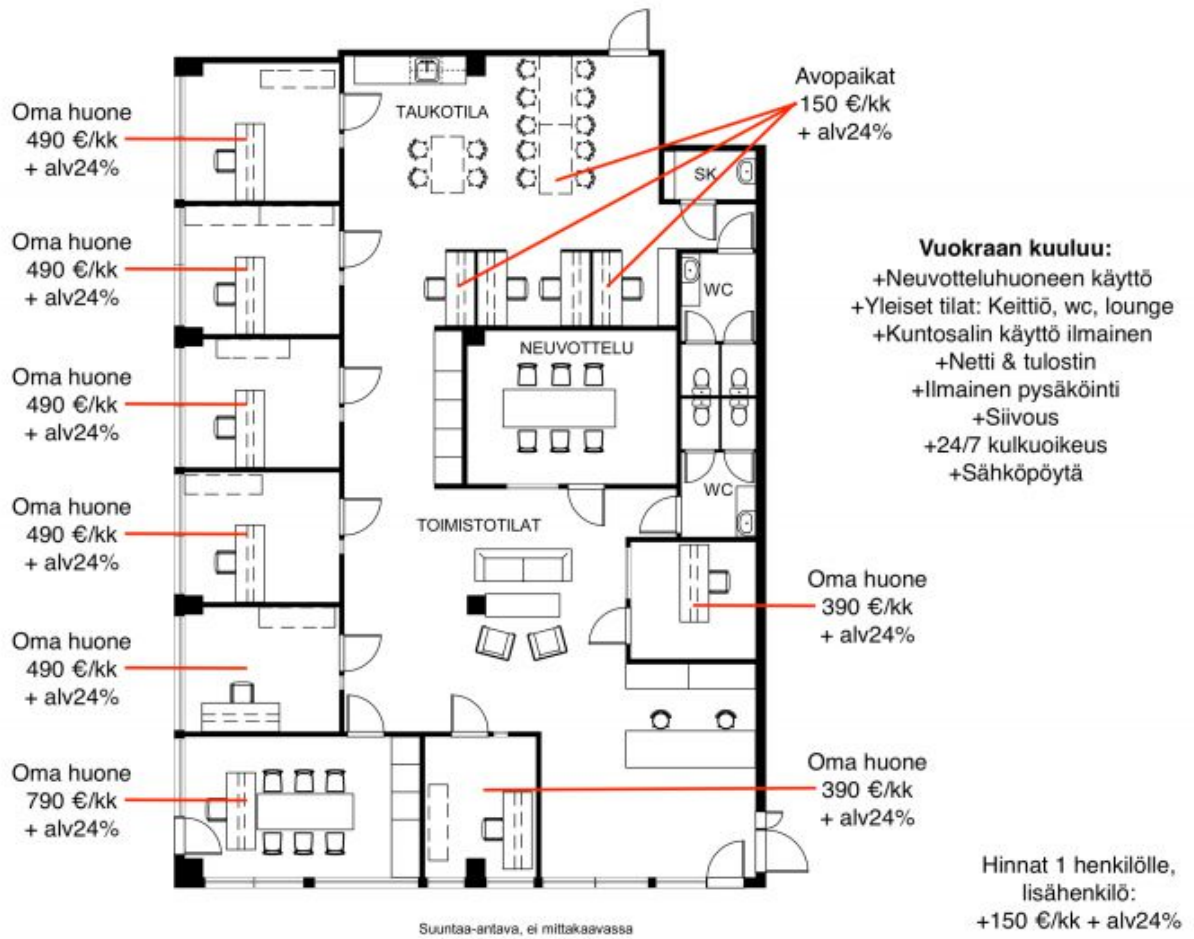 Oma huone
490 €/kk
+ alv24%
Oma huone
490 €/kk
+ alv24%
Oma huone
490 €/kk
+ alv24%
Oma huone
490 €/kk
+ alv24%
Oma huone
490 €/kk
+ alv24%
Oma huone
790 €/kk
+ alv24%
TAUKOTILA
SK
WC
NEUVOTTELU
WC
TOIMISTOTILAT
Avopaikat
150 €/kk
+ alv24%
Vuokraan kuuluu:
+Neuvotteluhuoneen käyttö
+Yleiset tilat: Keittiö, wc, lounge
+Kuntosalin käyttö ilmainen
+Netti & tulostin
+Ilmainen pysäköinti
+Siivous
+24/7 kulkuoikeus
+Sähköpöytä
Oma huone
390 €/kk
+ alv24%
Oma huone
390 €/kk
+ alv24%
Hinnat 1 henkilölle,
lisähenkilö:
+150 €/kk + alv24%
Suuntaa-antava, ei mittakaavassa